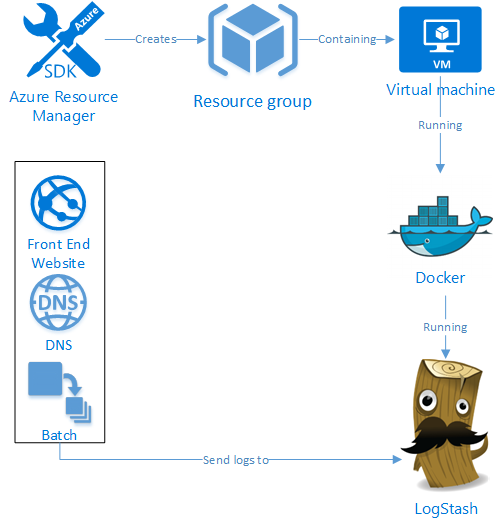 Azure
SDK
Azure Resource
Manager
Creates
Resource group
Containing
VM
Virtual machine
Running
Docker
Running
Front End
Website
DNS
DNS
Batch
Send logs to
LogStash